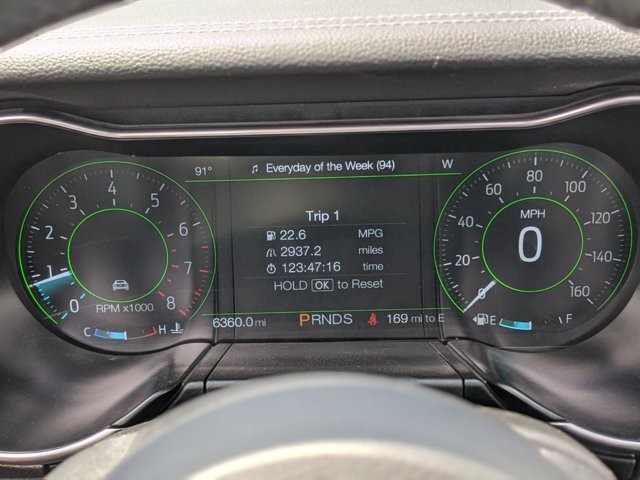 91° ♫ Everyday of the Week (94) W
Trip 1
22.6 MPG
2937.2 miles
123:47:16 time
HOLD OK to Reset
6360.0 mi PRNDS 169 mi to E
0 1 2 3 4 5 6 7 8
RPM x1000
C H
0 20 40 60 80 100 120 140 160
MPH
0
E F